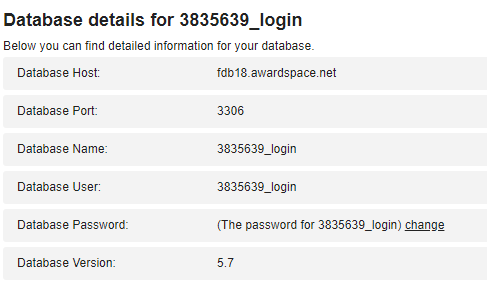 Database details for 3835639_login
Below you can find detailed information for your database.
Database Host: fdb18.awardspace.net
Database Port: 3306
Database Name: 3835639_login
Database User: 3835639_login
Database Password: (The password for 3835639_login) change
Database Version: 5.7